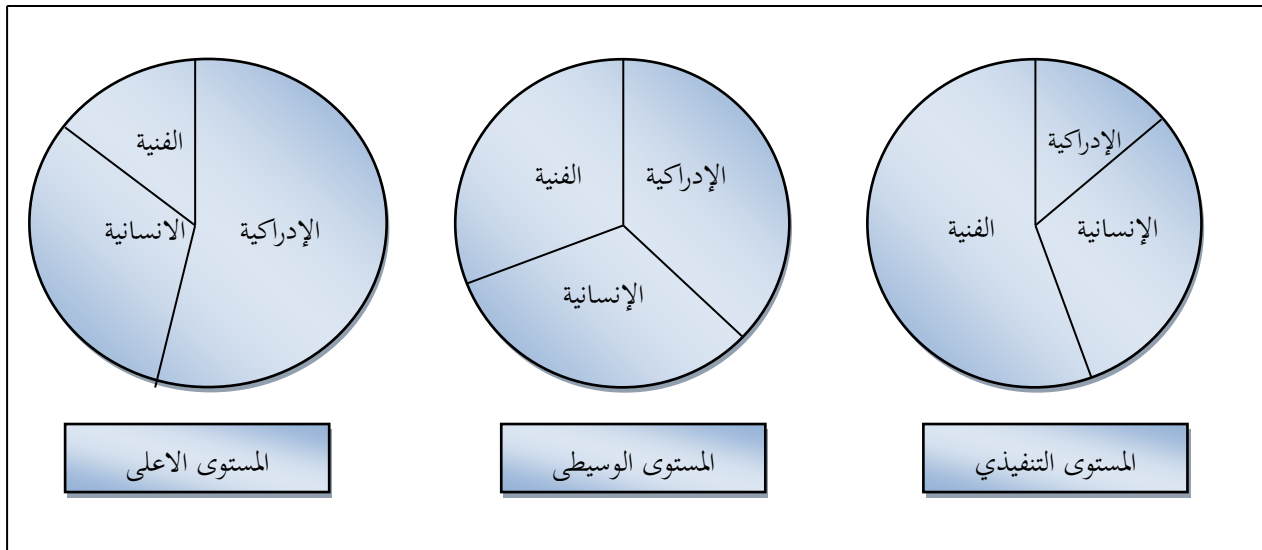 الإدراكية
الإنسانية
الفنية
المستوى التنفيذي
الإدراكية
الفنية
الإنسانية
المستوى الوسيطى
الفنية
الإدراكية
الانسانية
المستوى الاعلى